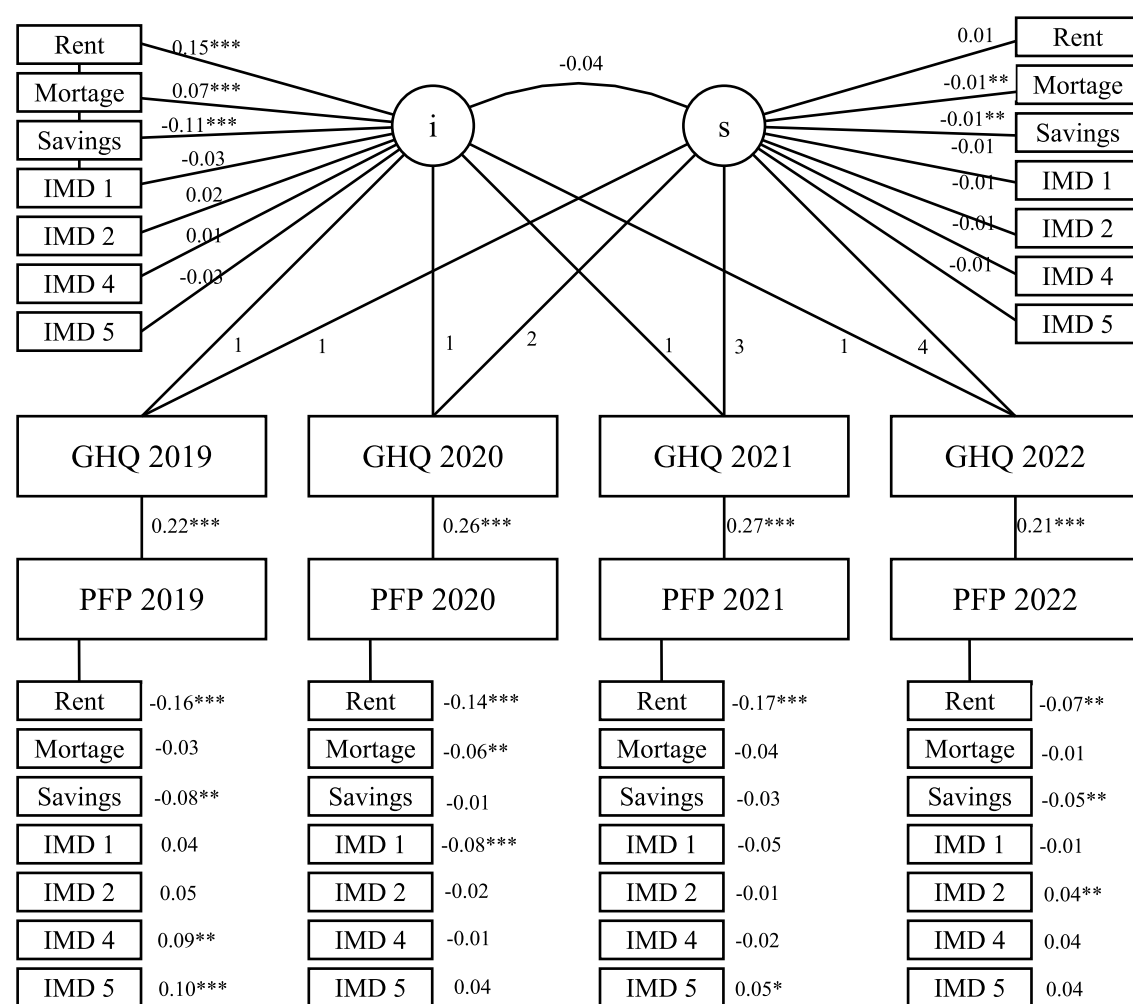 Rent 0.15*** 0.01 Rent
-0.04
Mortage 0.07*** -0.01** Mortage
i s
Savings -0.11*** -0.01** Savings
IMD 1 -0.03 -0.01 IMD 1
IMD 2 0.02 -0.01 IMD 2
IMD 4 0.01 -0.01 IMD 4
IMD 5 -0.03 -0.01 IMD 5
1 1 1 2 1 3 1 4
GHQ 2019 GHQ 2020 GHQ 2021 GHQ 2022
0.22*** 0.26*** 0.27*** 0.21***
PFP 2019 PFP 2020 PFP 2021 PFP 2022
Rent -0.16*** Rent -0.14*** Rent -0.17*** Rent -0.07**
Mortage -0.03 Mortage -0.06** Mortage -0.04 Mortage -0.01
Savings -0.08** Savings -0.01 Savings -0.03 Savings -0.05**
IMD 1 0.04 IMD 1 -0.08*** IMD 1 -0.05 IMD 1 -0.01
IMD 2 0.05 IMD 2 -0.02 IMD 2 -0.01 IMD 2 0.04**
IMD 4 0.09** IMD 4 -0.01 IMD 4 -0.02 IMD 4 0.04
IMD 5 0.10*** IMD 5 0.04 IMD 5 0.05* IMD 5 0.04